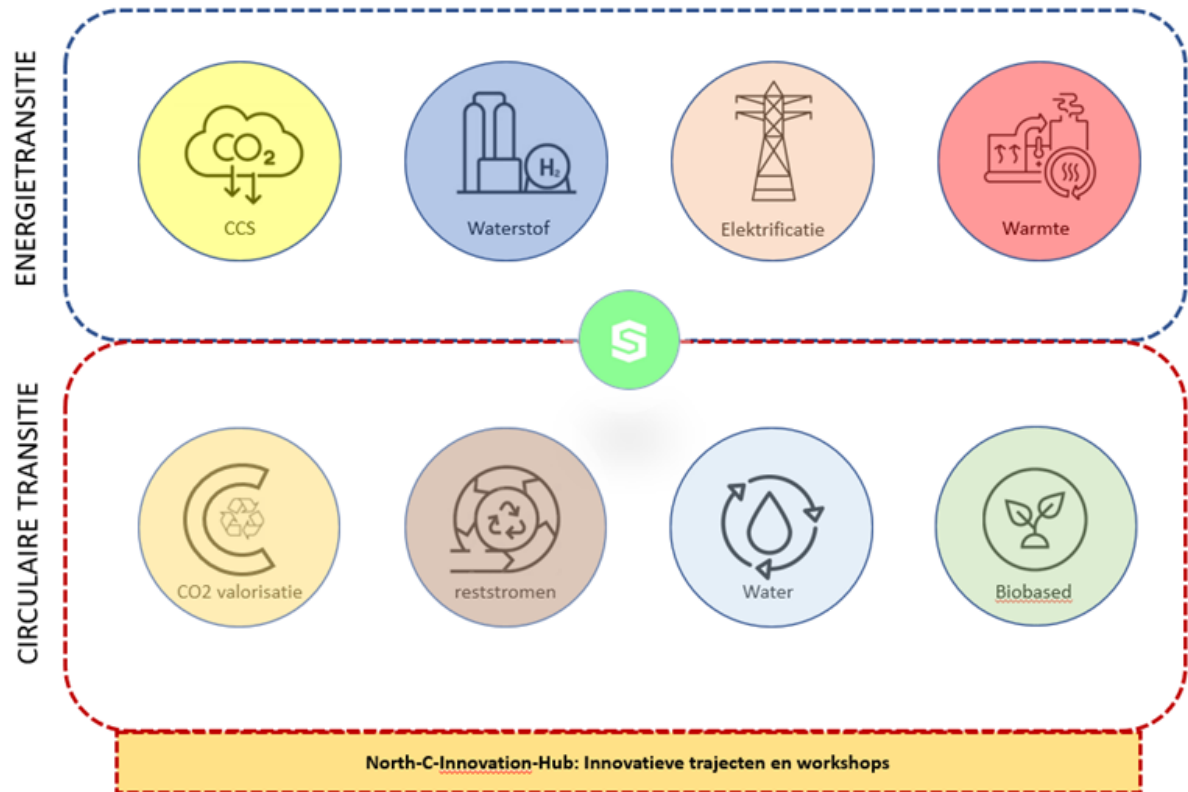 ENERGIETRANSITIE
CO2
CCS
H2
Waterstof
Elektrificatie
Warmte
S
CIRCULAIRE TRANSITIE
C
CO2 valorisatie
reststromen
Water
Biobased
North-C-Innovation-Hub: Innovatieve trajecten en workshops